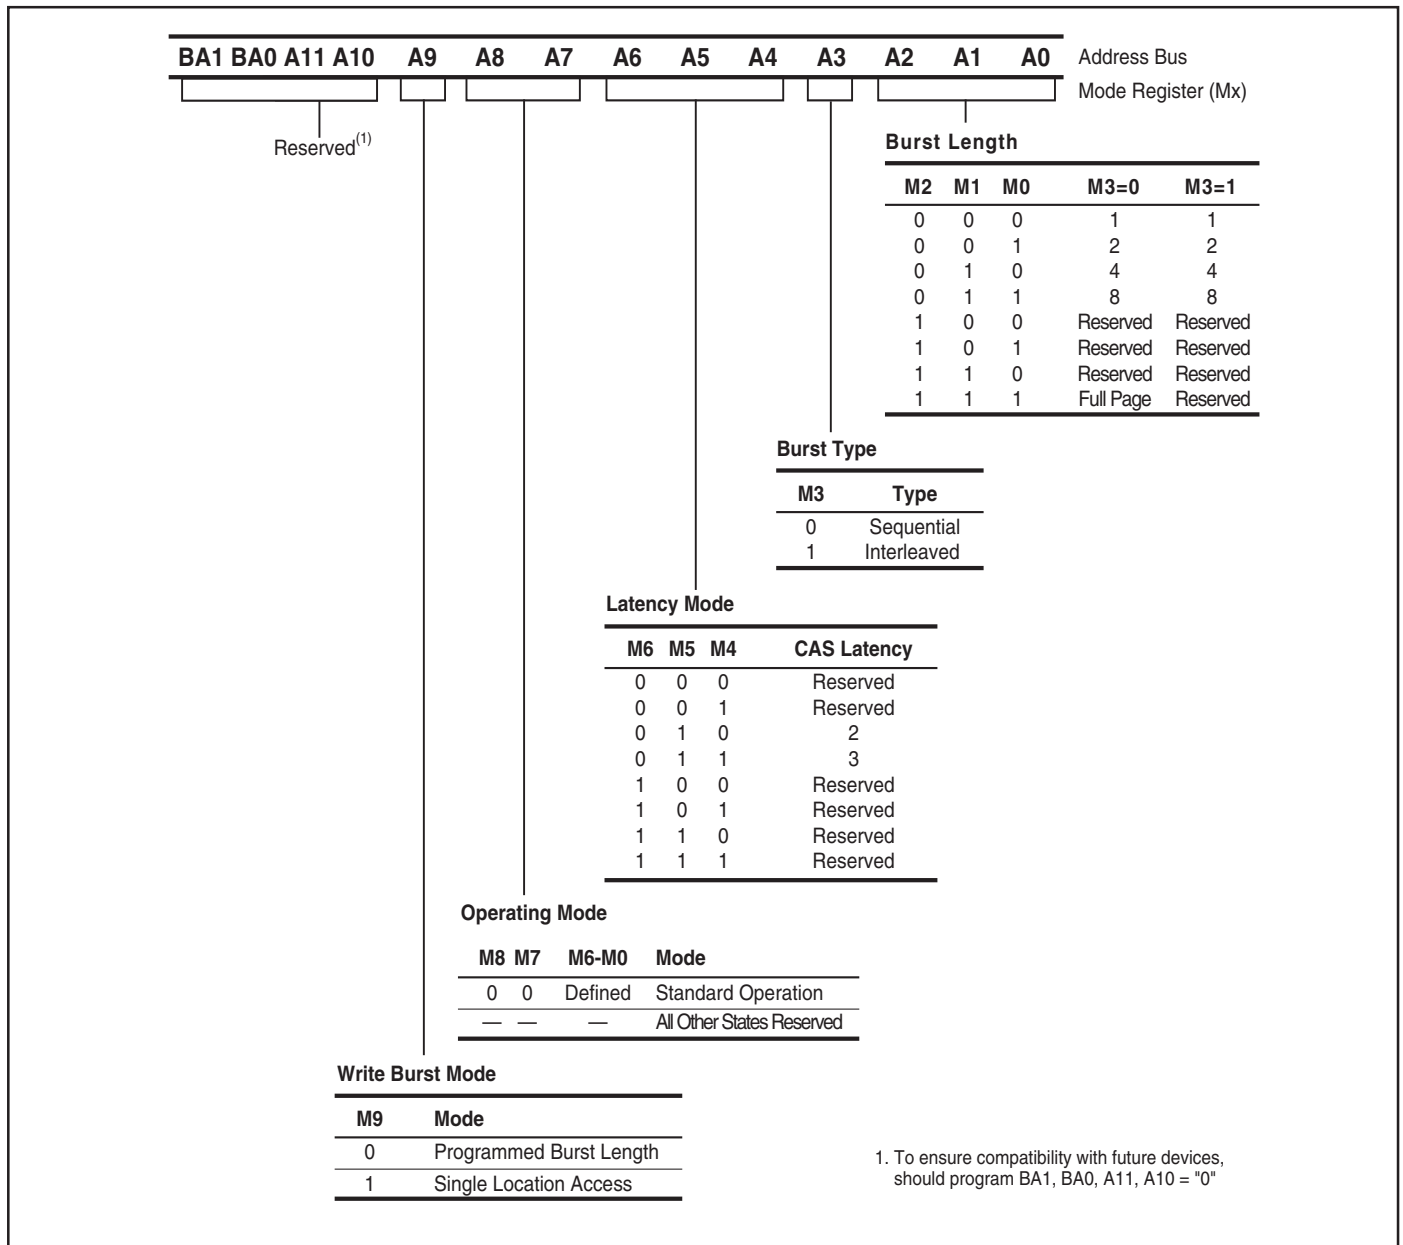 BA1 BA0 A11 A10 A9 A8 A7 A6 A5 A4 A3 A2 A1 A0 Address Bus
Mode Register (Mx)
Reserved(1)
Burst Length
M2 M1 M0 M3=0 M3=1
0 0 0 1 1
0 0 1 2 2
0 1 0 4 4
0 1 1 8 8
1 0 0 Reserved Reserved
1 0 1 Reserved Reserved
1 1 0 Reserved Reserved
1 1 1 Full Page Reserved
Burst Type
M3 Type
0 Sequential
1 Interleaved
Latency Mode
M6 M5 M4 CAS Latency
0 0 0 Reserved
0 0 1 Reserved
0 1 0 2
0 1 1 3
1 0 0 Reserved
1 0 1 Reserved
1 1 0 Reserved
1 1 1 Reserved
Operating Mode
M8 M7 M6-M0 Mode
0 0 Defined Standard Operation
— — — All Other States Reserved
Write Burst Mode
M9 Mode
0 Programmed Burst Length
1 Single Location Access
1. To ensure compatibility with future devices,
should program BA1, BA0, A11, A10 = "0"